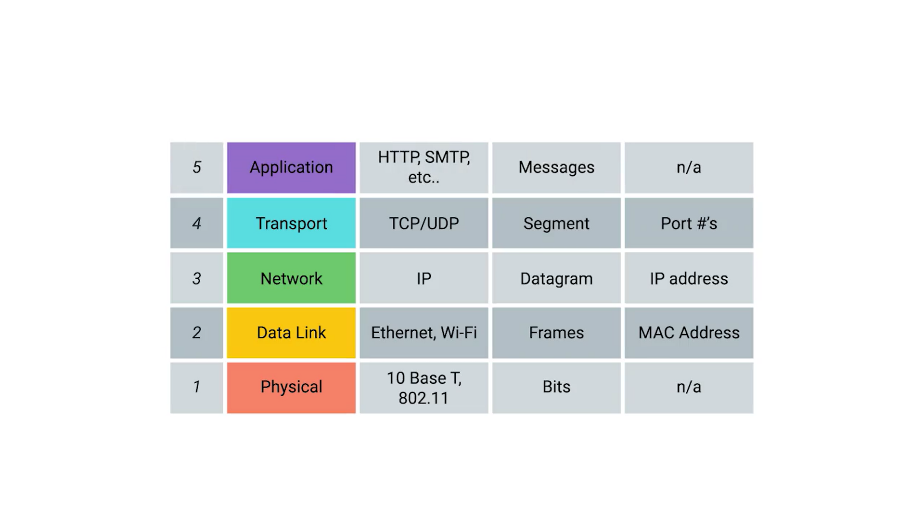 5 Application HTTP, SMTP, etc.. Messages n/a
4 Transport TCP/UDP Segment Port #'s
3 Network IP Datagram IP address
2 Data Link Ethernet, Wi-Fi Frames MAC Address
1 Physical 10 Base T, 802.11 Bits n/a